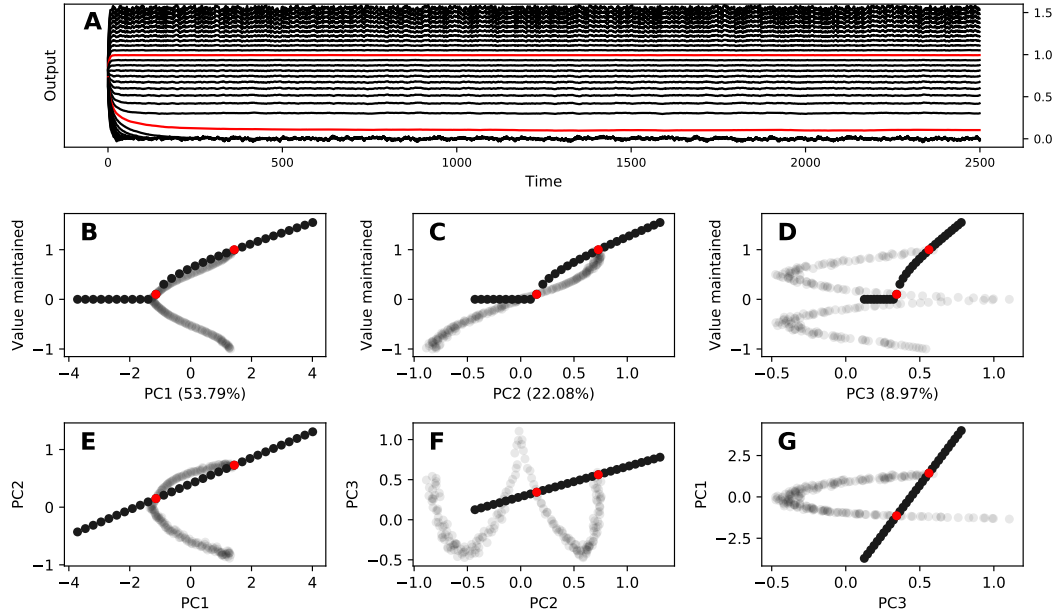 A
Output
1.5
1.0
0.5
0.0
0
500
1000
1500
2000
2500
Time
B
Value maintained
1
0
−1
−4
−2
0
2
4
PC1 (53.79%)
C
Value maintained
1
0
−1
−1.0
−0.5
0.0
0.5
1.0
PC2 (22.08%)
D
Value maintained
1
0
−1
−0.5
0.0
0.5
1.0
PC3 (8.97%)
E
PC2
1
0
−1
−4
−2
0
2
4
PC1
F
PC3
1.0
0.5
0.0
−0.5
−1.0
−0.5
0.0
0.5
1.0
PC2
G
PC1
2.5
0.0
−2.5
−0.5
0.0
0.5
1.0
PC3